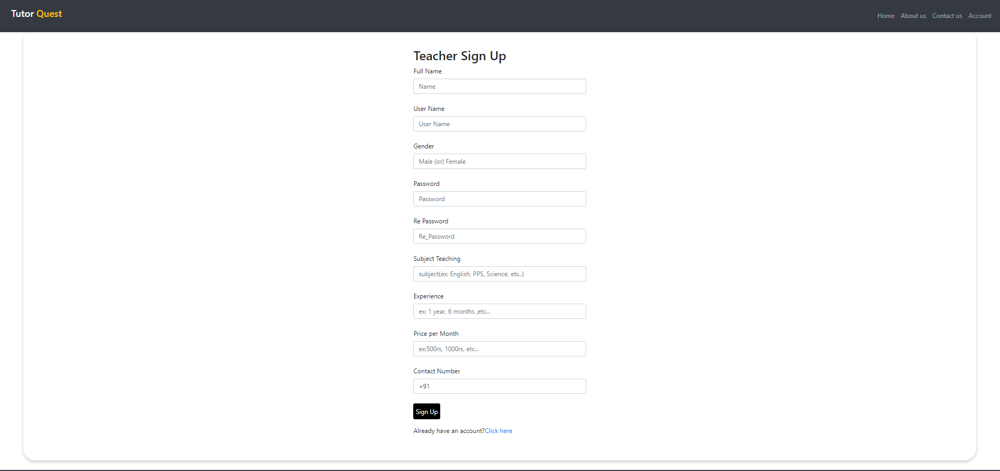 Tutor Quest
Home About us Contact us Account
Teacher Sign Up
Full Name
Name
User Name
User Name
Gender
Male (or) Female
Password
Password
Re Password
Re_Password
Subject Teaching
subject(ex: English, PPS, Science, etc..)
Experience
ex: 1 year, 6 months ,etc...
Price per Month
ex:500rs, 1000rs, etc...
Contact Number
+91
Sign Up
Already have an account?Click here